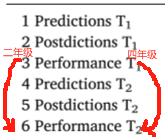 1 Predictions T₁
2 Postdictions T₁
二年级
四年级
3 Performance T₁
4 Predictions T₂
5 Postdictions T₂
6 Performance T₂